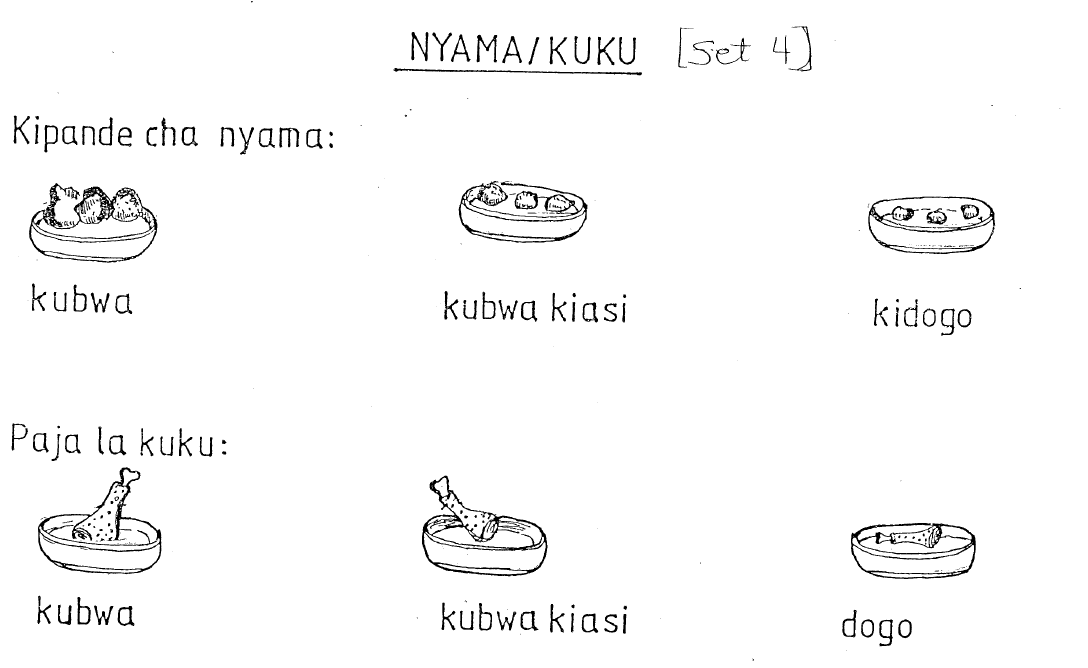 NYAMA/KUKU [Set 4]
Kipande cha nyama:
kubwa kubwa kiasi kidogo
Paja la kuku:
kubwa kubwa kiasi dogo